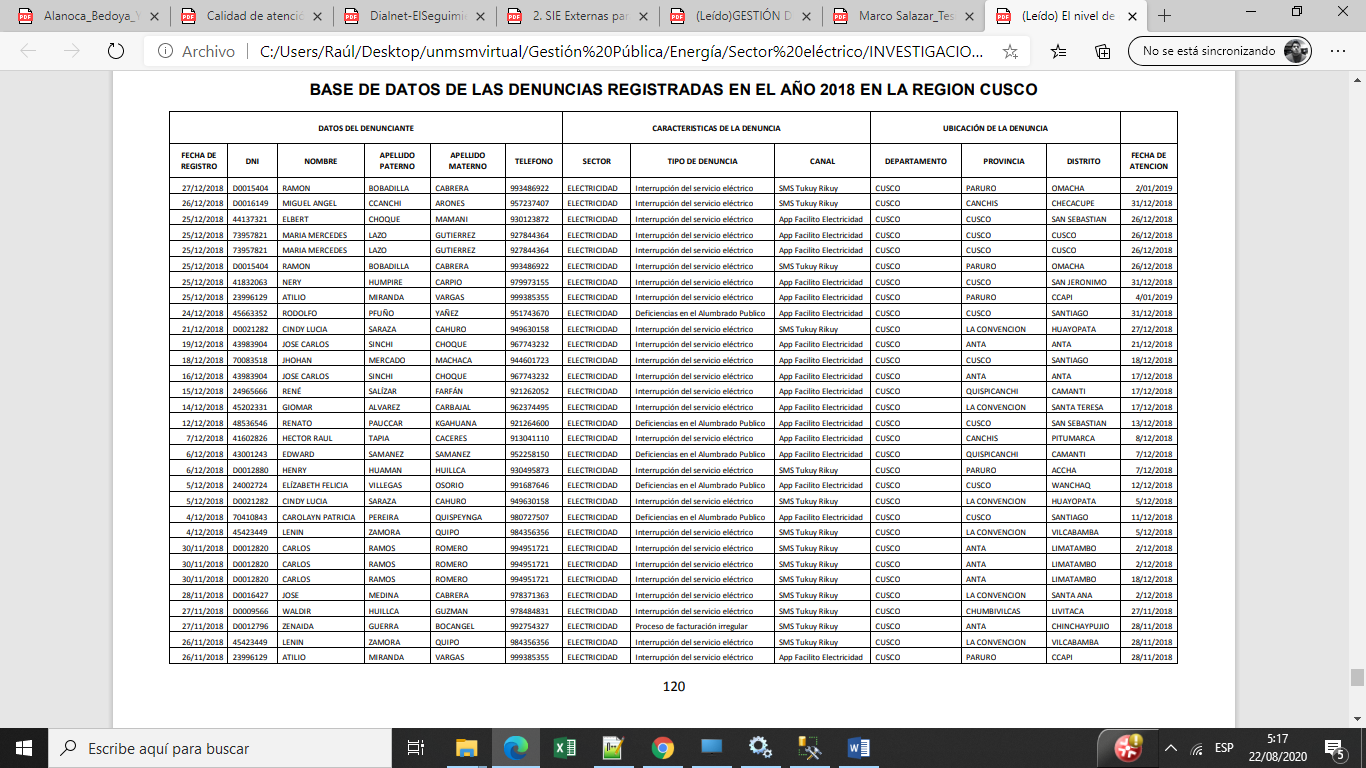 Alanoca_Bedoya_Y
Calidad de atenció
Dialnet-ElSeguimie
2. SIE Externas par
(Leído)GESTIÓN D
Marco Salazar_Tes
(Leído) El nivel de
Archivo
C:/Users/Raúl/Desktop/unmsmvirtual/Gestión%20Pública/Energía/Sector%20eléctrico/INVESTIGACIO...
No se está sincronizando
BASE DE DATOS DE LAS DENUNCIAS REGISTRADAS EN EL AÑO 2018 EN LA REGION CUSCO
DATOS DEL DENUNCIANTE CARACTERISTICAS DE LA DENUNCIA UBICACIÓN DE LA DENUNCIA
FECHA DE REGISTRO DNI NOMBRE APELLIDO PATERNO APELLIDO MATERNO TELEFONO SECTOR TIPO DE DENUNCIA CANAL DEPARTAMENTO PROVINCIA DISTRITO FECHA DE ATENCION
27/12/2018 D0015404 RAMON BOBADILLA CABRERA 993486922 ELECTRICIDAD Interrupción del servicio eléctrico SMS Tukuy Rikuy CUSCO PARURO OMACHA 2/01/2019
26/12/2018 D0016149 MIGUEL ANGEL CCANCHI ARONES 957237407 ELECTRICIDAD Interrupción del servicio eléctrico SMS Tukuy Rikuy CUSCO CANCHIS CHECACUPE 31/12/2018
25/12/2018 44137321 ELBERT CHOQUE MAMANI 930123872 ELECTRICIDAD Interrupción del servicio eléctrico App Facilito Electricidad CUSCO CUSCO SAN SEBASTIAN 26/12/2018
25/12/2018 73957821 MARIA MERCEDES LAZO GUTIERREZ 927844364 ELECTRICIDAD Interrupción del servicio eléctrico App Facilito Electricidad CUSCO CUSCO CUSCO 26/12/2018
25/12/2018 73957821 MARIA MERCEDES LAZO GUTIERREZ 927844364 ELECTRICIDAD Interrupción del servicio eléctrico App Facilito Electricidad CUSCO CUSCO CUSCO 26/12/2018
25/12/2018 D0015404 RAMON BOBADILLA CABRERA 993486922 ELECTRICIDAD Interrupción del servicio eléctrico SMS Tukuy Rikuy CUSCO PARURO OMACHA 26/12/2018
25/12/2018 41832063 NERY HUMPIRE CARPIO 979973155 ELECTRICIDAD Interrupción del servicio eléctrico App Facilito Electricidad CUSCO CUSCO SAN JERONIMO 31/12/2018
25/12/2018 23996129 ATILIO MIRANDA VARGAS 999385355 ELECTRICIDAD Interrupción del servicio eléctrico App Facilito Electricidad CUSCO PARURO CCAPI 4/01/2019
24/12/2018 45663352 RODOLFO PFUÑO YAÑEZ 951743670 ELECTRICIDAD Deficiencias en el Alumbrado Publico App Facilito Electricidad CUSCO CUSCO SANTIAGO 31/12/2018
21/12/2018 D0021282 CINDY LUCIA SARAZA CAHURO 949630158 ELECTRICIDAD Interrupción del servicio eléctrico SMS Tukuy Rikuy CUSCO LA CONVENCION HUAYOPATA 27/12/2018
19/12/2018 43983904 JOSE CARLOS SINCHI CHOQUE 967743232 ELECTRICIDAD Interrupción del servicio eléctrico App Facilito Electricidad CUSCO ANTA ANTA 21/12/2018
18/12/2018 70083518 JHOHAN MERCADO MACHACA 944601723 ELECTRICIDAD Interrupción del servicio eléctrico App Facilito Electricidad CUSCO CUSCO SANTIAGO 18/12/2018
16/12/2018 43983904 JOSE CARLOS SINCHI CHOQUE 967743232 ELECTRICIDAD Interrupción del servicio eléctrico App Facilito Electricidad CUSCO ANTA ANTA 17/12/2018
15/12/2018 24965666 RENÉ SALÍZAR FARFÁN 921262052 ELECTRICIDAD Interrupción del servicio eléctrico App Facilito Electricidad CUSCO QUISPICANCHI CAMANTI 17/12/2018
14/12/2018 45202331 GIOMAR ALVAREZ CARBAJAL 962374495 ELECTRICIDAD Interrupción del servicio eléctrico App Facilito Electricidad CUSCO LA CONVENCION SANTA TERESA 17/12/2018
12/12/2018 48536546 RENATO PAUCCAR KGAHUANA 921264600 ELECTRICIDAD Deficiencias en el Alumbrado Publico App Facilito Electricidad CUSCO CUSCO SAN SEBASTIAN 13/12/2018
7/12/2018 41602826 HECTOR RAUL TAPIA CACERES 913041110 ELECTRICIDAD Interrupción del servicio eléctrico App Facilito Electricidad CUSCO CANCHIS PITUMARCA 8/12/2018
6/12/2018 43001243 EDWARD SAMANEZ SAMANEZ 952258150 ELECTRICIDAD Deficiencias en el Alumbrado Publico App Facilito Electricidad CUSCO QUISPICANCHI CAMANTI 7/12/2018
6/12/2018 D0012880 HENRY HUAMAN HUILLCA 930495873 ELECTRICIDAD Interrupción del servicio eléctrico SMS Tukuy Rikuy CUSCO PARURO ACCHA 7/12/2018
5/12/2018 24002724 ELÍZABETH FELICIA VILLEGAS OSORIO 991687646 ELECTRICIDAD Deficiencias en el Alumbrado Publico App Facilito Electricidad CUSCO CUSCO WANCHAQ 12/12/2018
5/12/2018 D0021282 CINDY LUCIA SARAZA CAHURO 949630158 ELECTRICIDAD Interrupción del servicio eléctrico SMS Tukuy Rikuy CUSCO LA CONVENCION HUAYOPATA 5/12/2018
4/12/2018 70410843 CAROLAYN PATRICIA PEREIRA QUISPEYNGA 980727507 ELECTRICIDAD Deficiencias en el Alumbrado Publico App Facilito Electricidad CUSCO CUSCO SANTIAGO 11/12/2018
4/12/2018 45423449 LENIN ZAMORA QUIPO 984356356 ELECTRICIDAD Interrupción del servicio eléctrico SMS Tukuy Rikuy CUSCO LA CONVENCION VILCABAMBA 5/12/2018
30/11/2018 D0012820 CARLOS RAMOS ROMERO 994951721 ELECTRICIDAD Interrupción del servicio eléctrico SMS Tukuy Rikuy CUSCO ANTA LIMATAMBO 2/12/2018
30/11/2018 D0012820 CARLOS RAMOS ROMERO 994951721 ELECTRICIDAD Interrupción del servicio eléctrico SMS Tukuy Rikuy CUSCO ANTA LIMATAMBO 2/12/2018
30/11/2018 D0012820 CARLOS RAMOS ROMERO 994951721 ELECTRICIDAD Interrupción del servicio eléctrico SMS Tukuy Rikuy CUSCO ANTA LIMATAMBO 18/12/2018
28/11/2018 D0016427 JOSE MEDINA CABRERA 978371363 ELECTRICIDAD Interrupción del servicio eléctrico SMS Tukuy Rikuy CUSCO LA CONVENCION SANTA ANA 2/12/2018
27/11/2018 D0009566 WALDIR HUILLCA GUZMAN 978484831 ELECTRICIDAD Interrupción del servicio eléctrico SMS Tukuy Rikuy CUSCO CHUMBIVILCAS LIVITACA 27/11/2018
27/11/2018 D0012796 ZENAIDA GUERRA BOCANGEL 992754327 ELECTRICIDAD Proceso de facturación irregular SMS Tukuy Rikuy CUSCO ANTA CHINCHAYPUJIO 28/11/2018
26/11/2018 45423449 LENIN ZAMORA QUIPO 984356356 ELECTRICIDAD Interrupción del servicio eléctrico SMS Tukuy Rikuy CUSCO LA CONVENCION VILCABAMBA 28/11/2018
26/11/2018 23996129 ATILIO MIRANDA VARGAS 999385355 ELECTRICIDAD Interrupción del servicio eléctrico App Facilito Electricidad CUSCO PARURO CCAPI 28/11/2018
120
Escribe aquí para buscar
ESP
5:17
22/08/2020
5